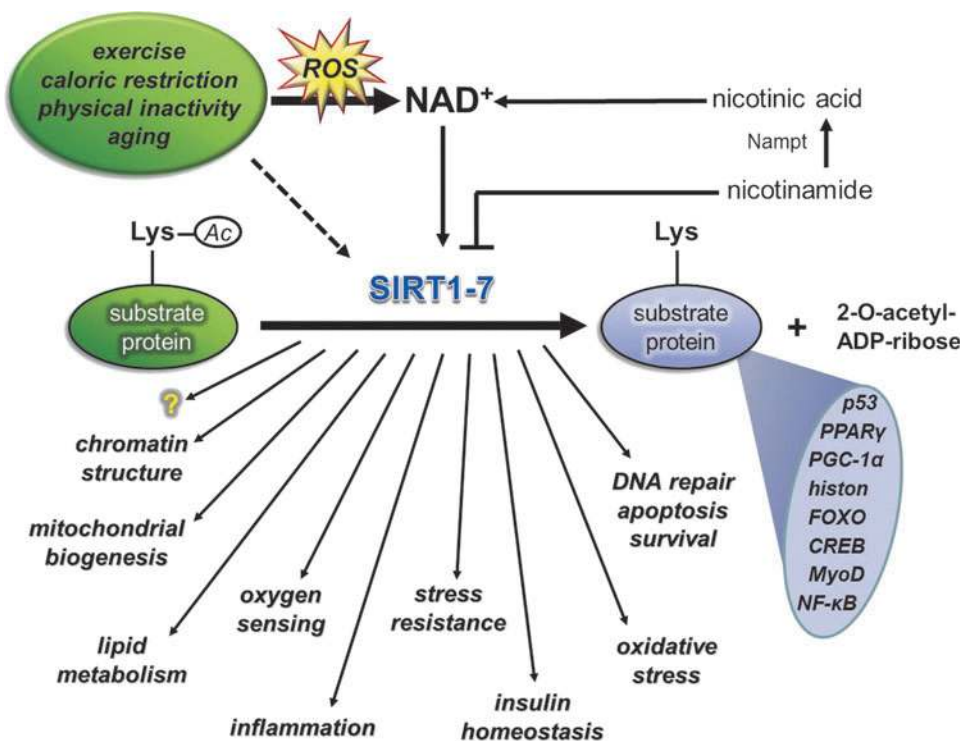 exercise
caloric restriction
physical inactivity
aging
ROS
NAD+
nicotinic acid
Nampt
nicotinamide
Lys
Ac
substrate
protein
SIRT1-7
Lys
substrate
protein
+
2-O-acetyl-
ADP-ribose
?
chromatin
structure
mitochondrial
biogenesis
lipid
metabolism
oxygen
sensing
inflammation
stress
resistance
insulin
homeostasis
oxidative
stress
DNA repair
apoptosis
survival
p53
PPARγ
PGC-1α
histon
FOXO
CREB
MyoD
NF-κB